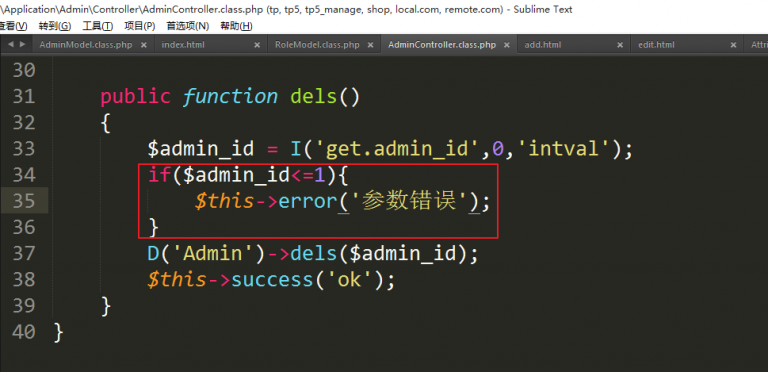 \Application\Admin\Controller\AdminController.class.php (tp, tp5, tp5_manage, shop, local.com, remote.com) - Sublime Text
查看(V) 转到(G) 工具(T) 项目(P) 首选项(N) 帮助(H)
AdminModel.class.php × index.html × RoleModel.class.php × AdminController.class.php × add.html × edit.html × Attri
30
31 public function dels()
32 {
33 $admin_id = I('get.admin_id',0,'intval');
34 if($admin_id<=1){
35 $this->error('参数错误');
36 }
37 D('Admin')->dels($admin_id);
38 $this->success('ok');
39 }
40 }